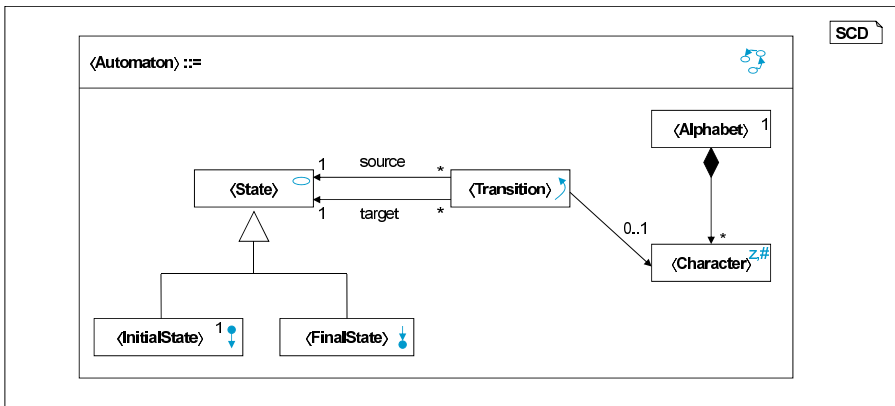 SCD
⟨Automaton⟩ ::=
⟨Alphabet⟩ 1
1 source *
⟨State⟩
⟨Transition⟩
1 target *
0..1
*
⟨Character⟩ z,#
⟨InitialState⟩ 1
⟨FinalState⟩